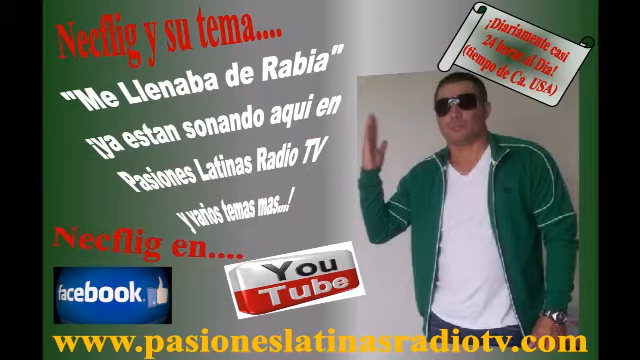 Necflig y su tema....
"Me Llenaba de Rabia"
¡ya estan sonando aqui en
Pasiones Latinas Radio TV
y varios temas mas...!
¡Diariamente casi
24 horas al Dia!
(tiempo de Ca. USA)
Necflig en....
facebook
You
Tube
www.pasioneslatinasradiotv.com